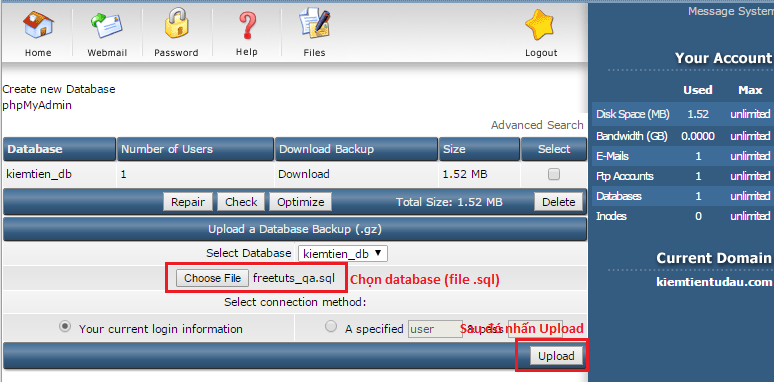 Message System
Home
Webmail
Password
Help
Files
Logout
Your Account
Used Max
Disk Space (MB) 1.52 unlimited
Bandwidth (GB) 0.0000 unlimited
E-Mails 1 unlimited
Ftp Accounts 1 unlimited
Databases 1 unlimited
Inodes 0 unlimited
Current Domain
kiemtientudau.com
Create new Database
phpMyAdmin
Advanced Search
Database Number of Users Download Backup Size Select
kiemtien_db 1 Download 1.52 MB
Repair Check Optimize Total Size: 1.52 MB Delete
Upload a Database Backup (.gz)
Select Database kiemtien_db
Choose File freetuts_qa.sql Chọn database (file .sql)
Select connection method:
Your current login information A specified user
Sau đó nhấn Upload
Upload